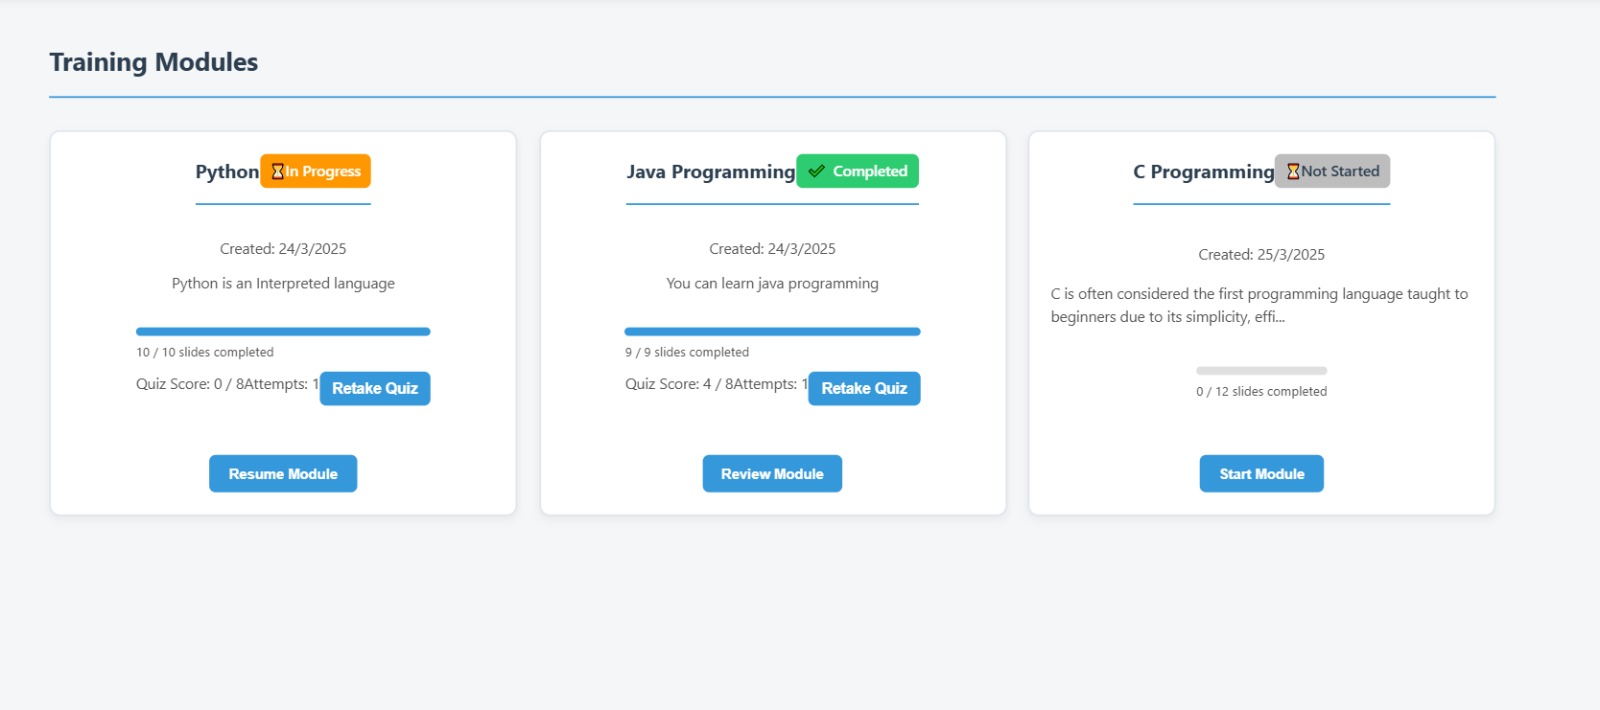 Training Modules
Python ⌛In Progress
Created: 24/3/2025
Python is an Interpreted language
10 / 10 slides completed
Quiz Score: 0 / 8Attempts: 1 Retake Quiz
Resume Module
Java Programming ✔ Completed
Created: 24/3/2025
You can learn java programming
9 / 9 slides completed
Quiz Score: 4 / 8Attempts: 1 Retake Quiz
Review Module
C Programming ⌛Not Started
Created: 25/3/2025
C is often considered the first programming language taught to
beginners due to its simplicity, effi...
0 / 12 slides completed
Start Module